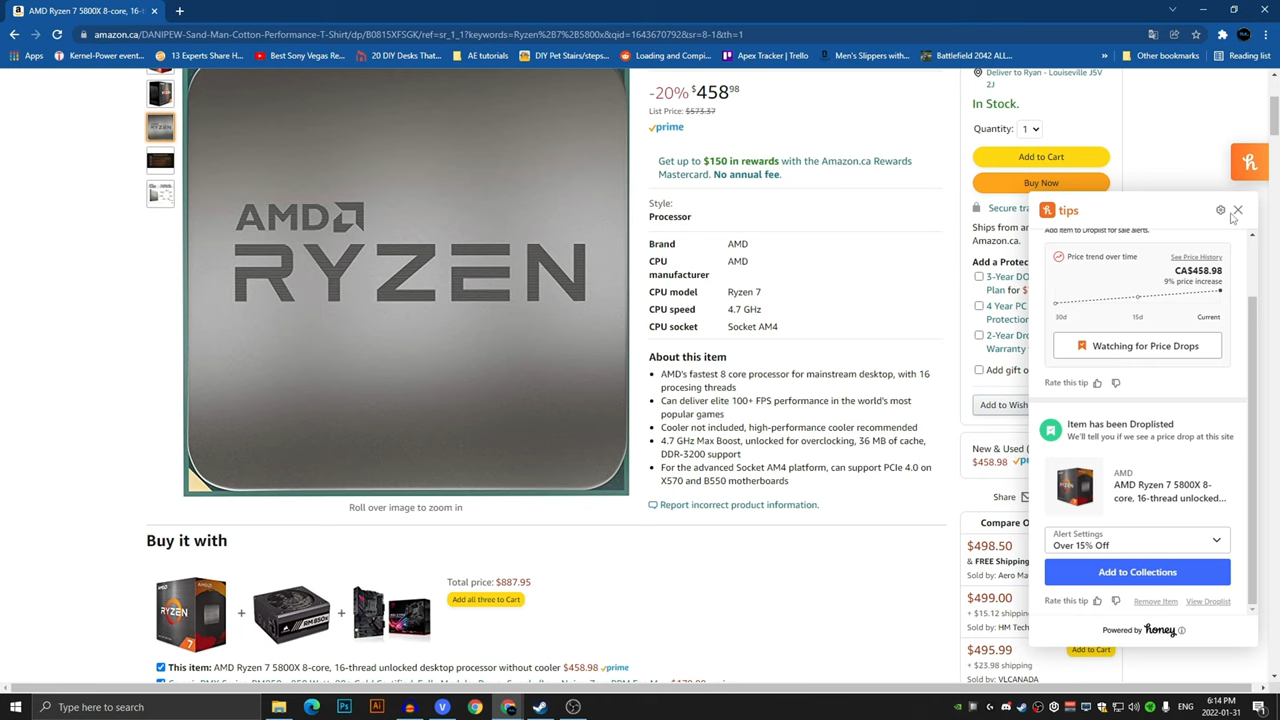 AMD Ryzen 7 5800X 8-core, 16-th
amazon.ca/DANIPEW-Sand-Man-Cotton-Performance-T-Shirt/dp/B0815XFSGK/ref=sr_1_1?keywords=Ryzen%2B7%2B5800x&qid=1643670792&sr=8-1&th=1
Apps
Kernel-Power event...
13 Experts Share H...
Best Sony Vegas Re...
20 DIY Desks That...
AE tutorials
DIY Pet Stairs/step...
Loading and Compi...
Apex Tracker | Trello
Men's Slippers with...
Battlefield 2042 ALL...
»
Other bookmarks
Reading list
-20% $458 98
List Price: $573.37
prime
Get up to $150 in rewards with the Amazon.ca Rewards
Mastercard. No annual fee.
Style:
Processor
Brand AMD
CPU AMD
manufacturer
CPU model Ryzen 7
CPU speed 4.7 GHz
CPU socket Socket AM4
About this item
AMD's fastest 8 core processor for mainstream desktop, with 16
procesing threads
Can deliver elite 100+ FPS performance in the world's most
popular games
Cooler not included, high-performance cooler recommended
4.7 GHz Max Boost, unlocked for overclocking, 36 MB of cache,
DDR-3200 support
For the advanced Socket AM4 platform, can support PCIe 4.0 on
X570 and B550 motherboards
Report incorrect product information.
AMD
RYZEN
Roll over image to zoom in
Deliver to Ryan - Louiseville J5V
2J
In Stock.
Quantity: 1
Add to Cart
Buy Now
Secure tra
Ships from an
Amazon.ca.
Add a Protec
3-Year DO
Plan for $
4 Year PC
Protection
2-Year Dro
Warranty
Add gift o
Add to Wish
New & Used (
$458.98 pr
Share
Compare O
$498.50
& FREE Shipping
Sold by: Aero Ma
$499.00
+ $15.12 shippin
Sold by: HM Tech
$495.99
+ $23.98 shipping
Sold by: VLCANADA
Add to Cart
h
tips
Add item to Droplist for sale alerts.
Price trend over time See Price History
CA$458.98
9% price increase
30d 15d Current
Watching for Price Drops
Rate this tip
Item has been Droplisted
We'll tell you if we see a price drop at this site
AMD
AMD Ryzen 7 5800X 8-
core, 16-thread unlocked...
Alert Settings
Over 15% Off
Add to Collections
Rate this tip Remove Item View Droplist
Powered by honey
Buy it with
RYZEN
7
RM850x
Total price: $887.95
Add all three to Cart
This item: AMD Ryzen 7 5800X 8-core, 16-thread unlocked desktop processor without cooler $458.98 prime
Type here to search
6:14 PM
2022-01-31